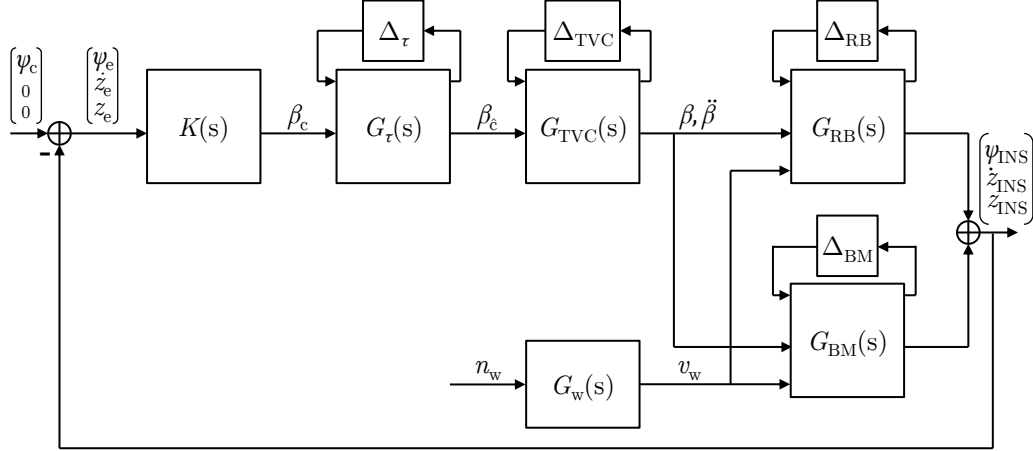 Δτ
ΔTVC
ΔRB
ψc
0
0
ψe
że
ze
K(s)
βc
Gτ(s)
βĉ
GTVC(s)
β, β̈
GRB(s)
ψINS
żINS
zINS
-
ΔBM
GBM(s)
nw
Gw(s)
vw